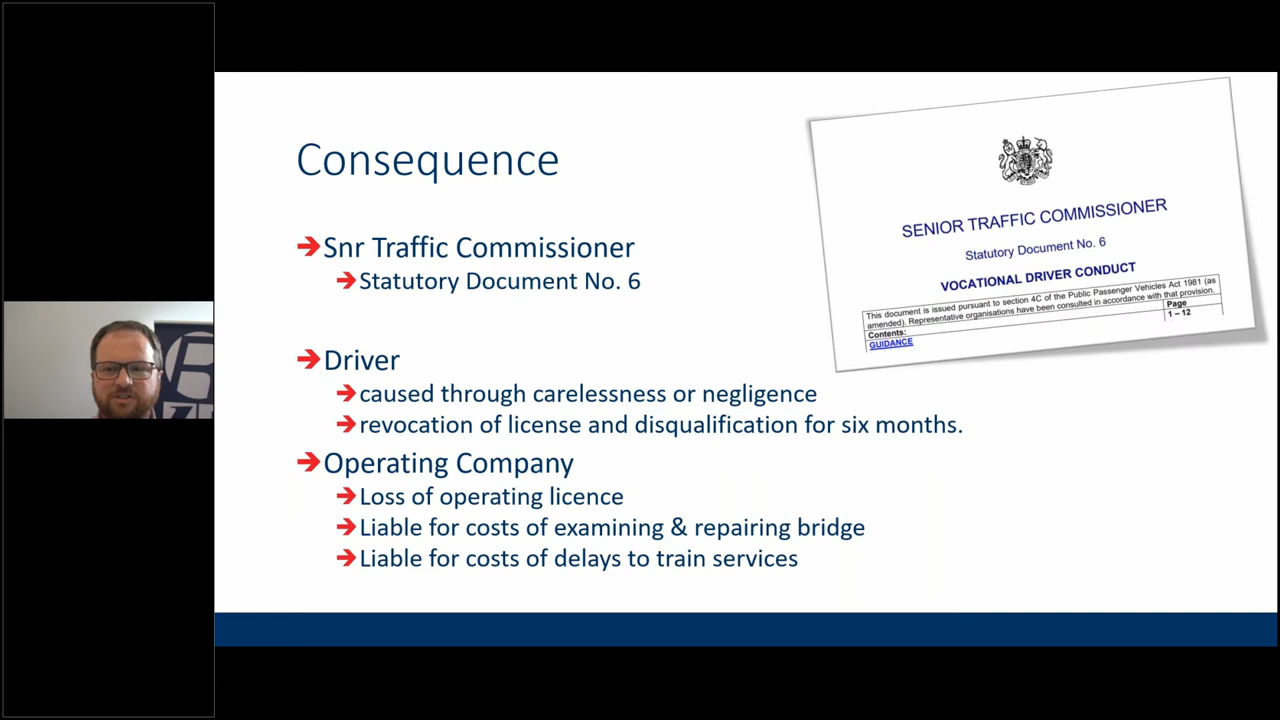 Consequence
Snr Traffic Commissioner
Statutory Document No. 6
Driver
caused through carelessness or negligence
revocation of license and disqualification for six months.
Operating Company
Loss of operating licence
Liable for costs of examining & repairing bridge
Liable for costs of delays to train services
SENIOR TRAFFIC COMMISSIONER
Statutory Document No. 6
VOCATIONAL DRIVER CONDUCT
This document is issued pursuant to section 4C of the Public Passenger Vehicles Act 1981 (as
amended). Representative organisations have been consulted in accordance with that provision.
Contents: Page
GUIDANCE 1 – 12